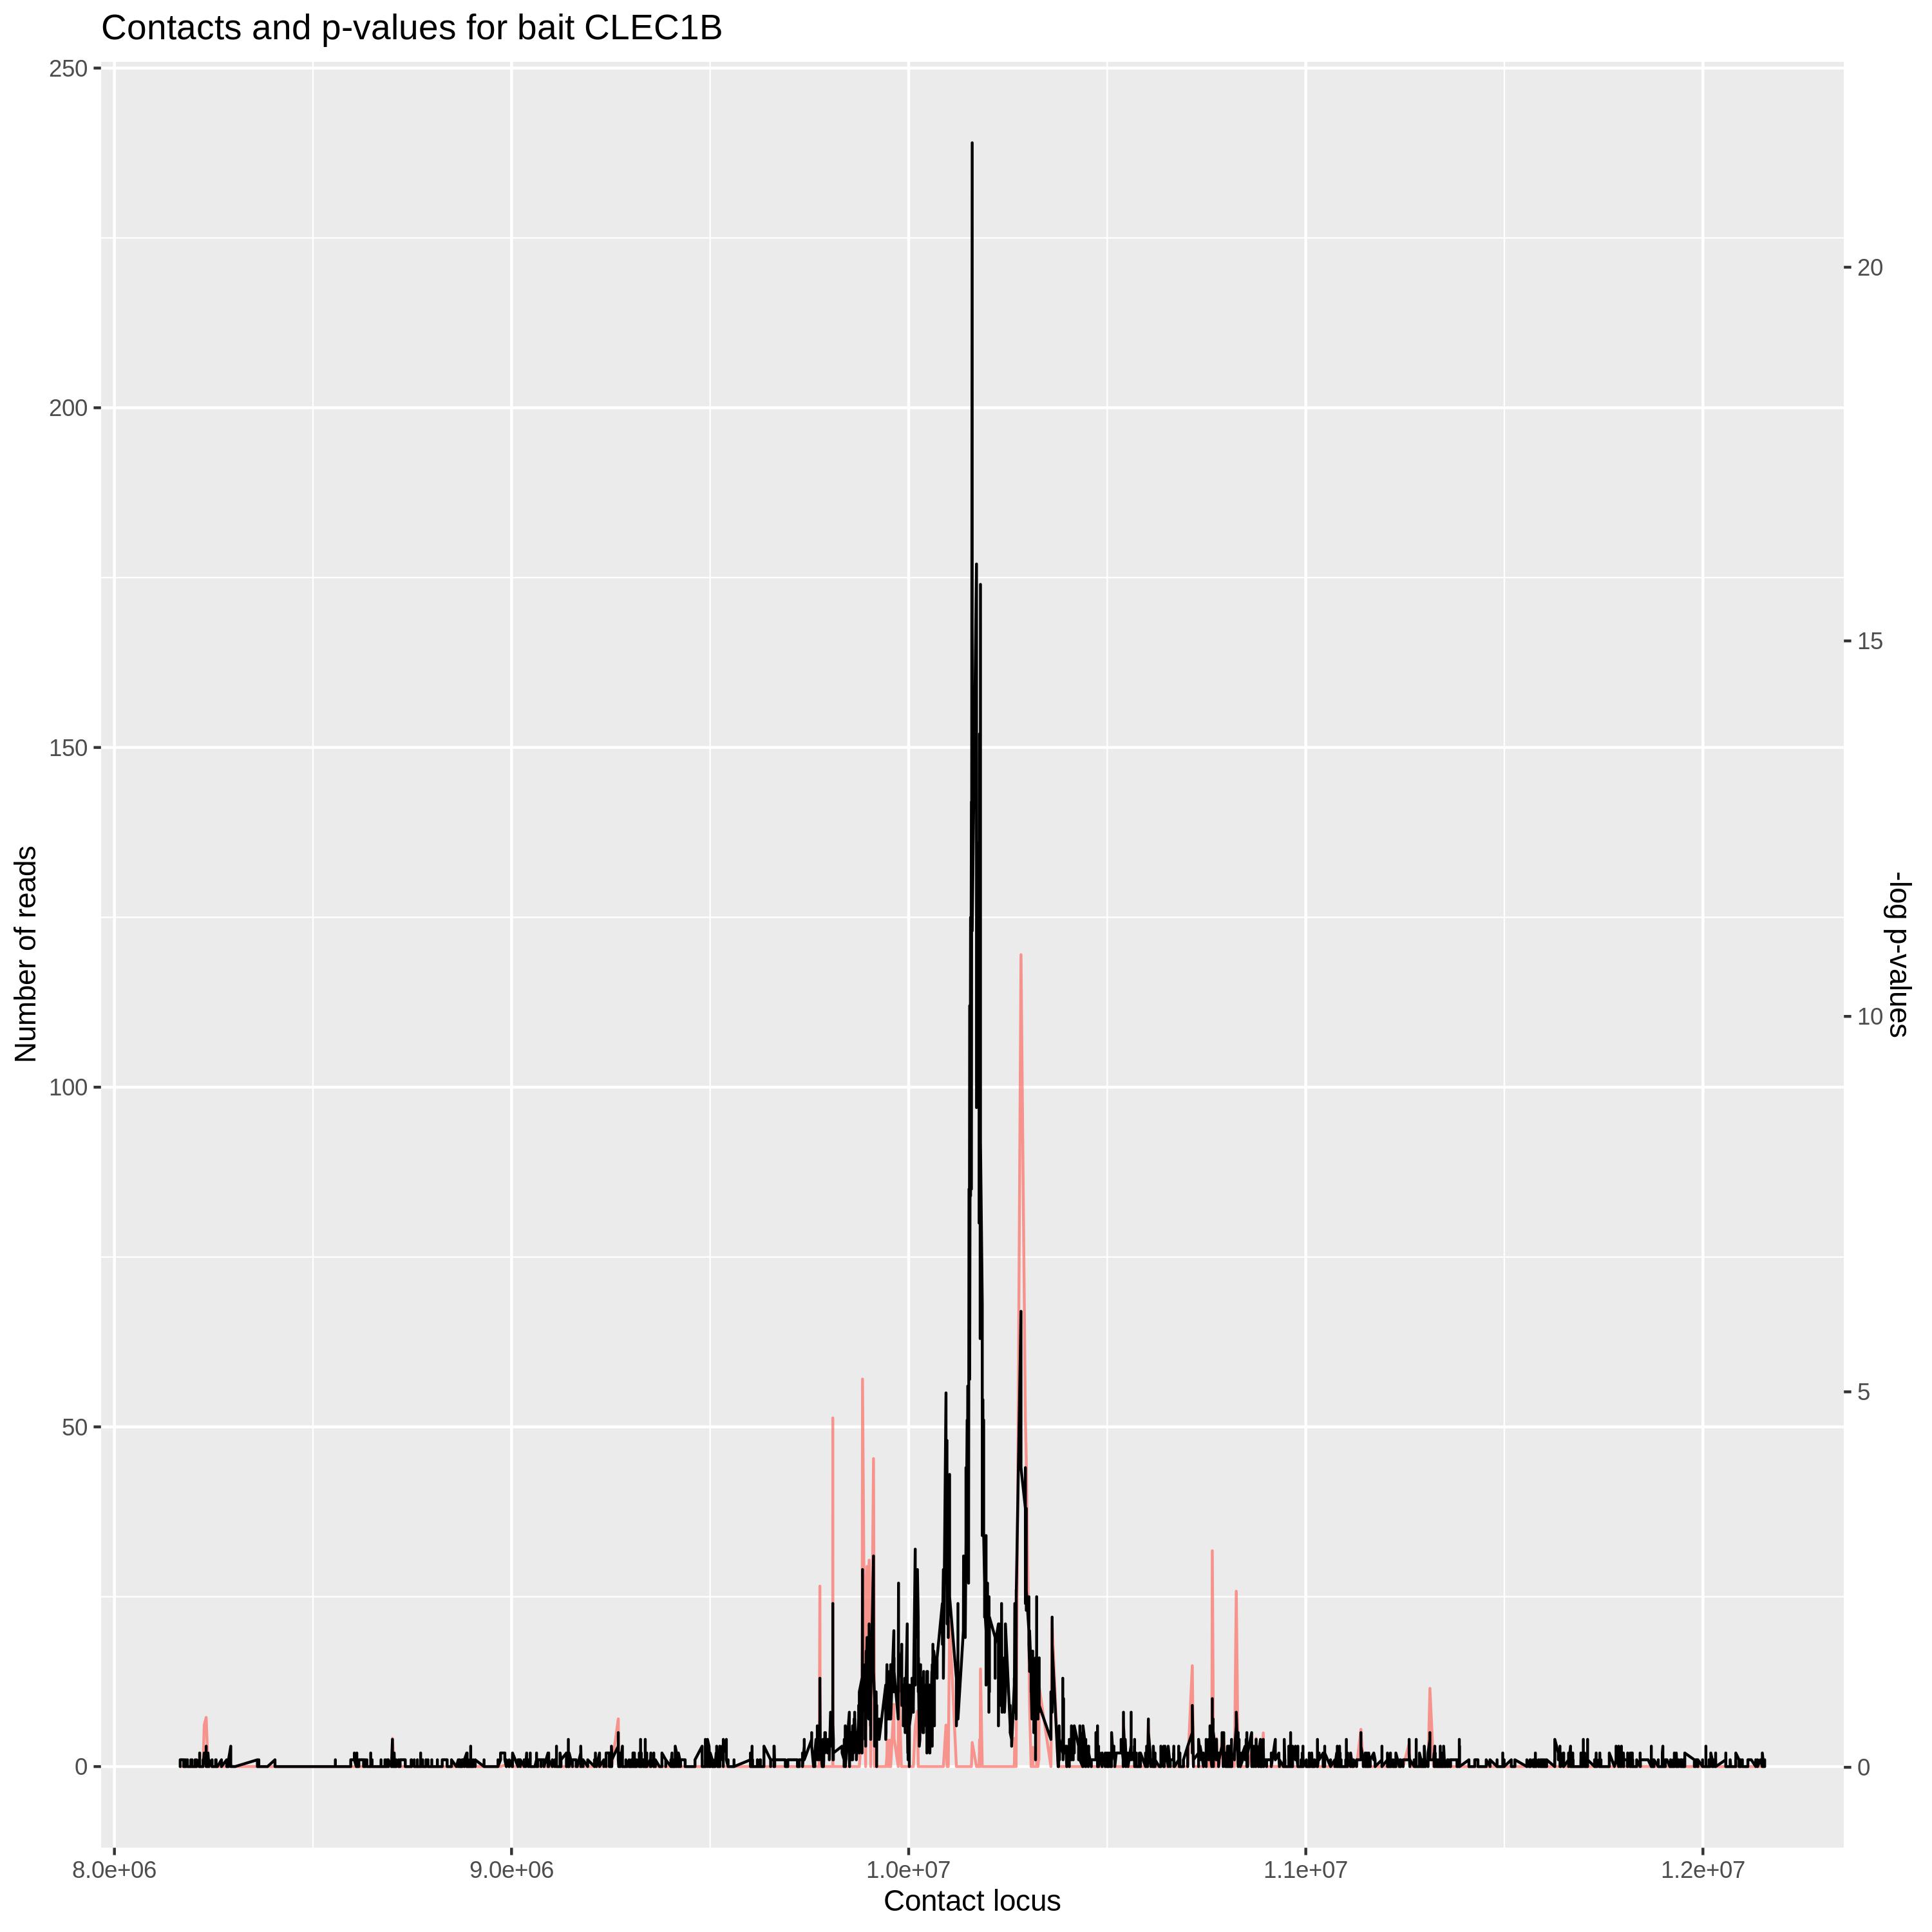 Contacts and p-values for bait CLEC1B
250
200
150
100
50
0
Number of reads
20
15
10
5
0
-log p-values
8.0e+06
9.0e+06
1.0e+07
1.1e+07
1.2e+07
Contact locus